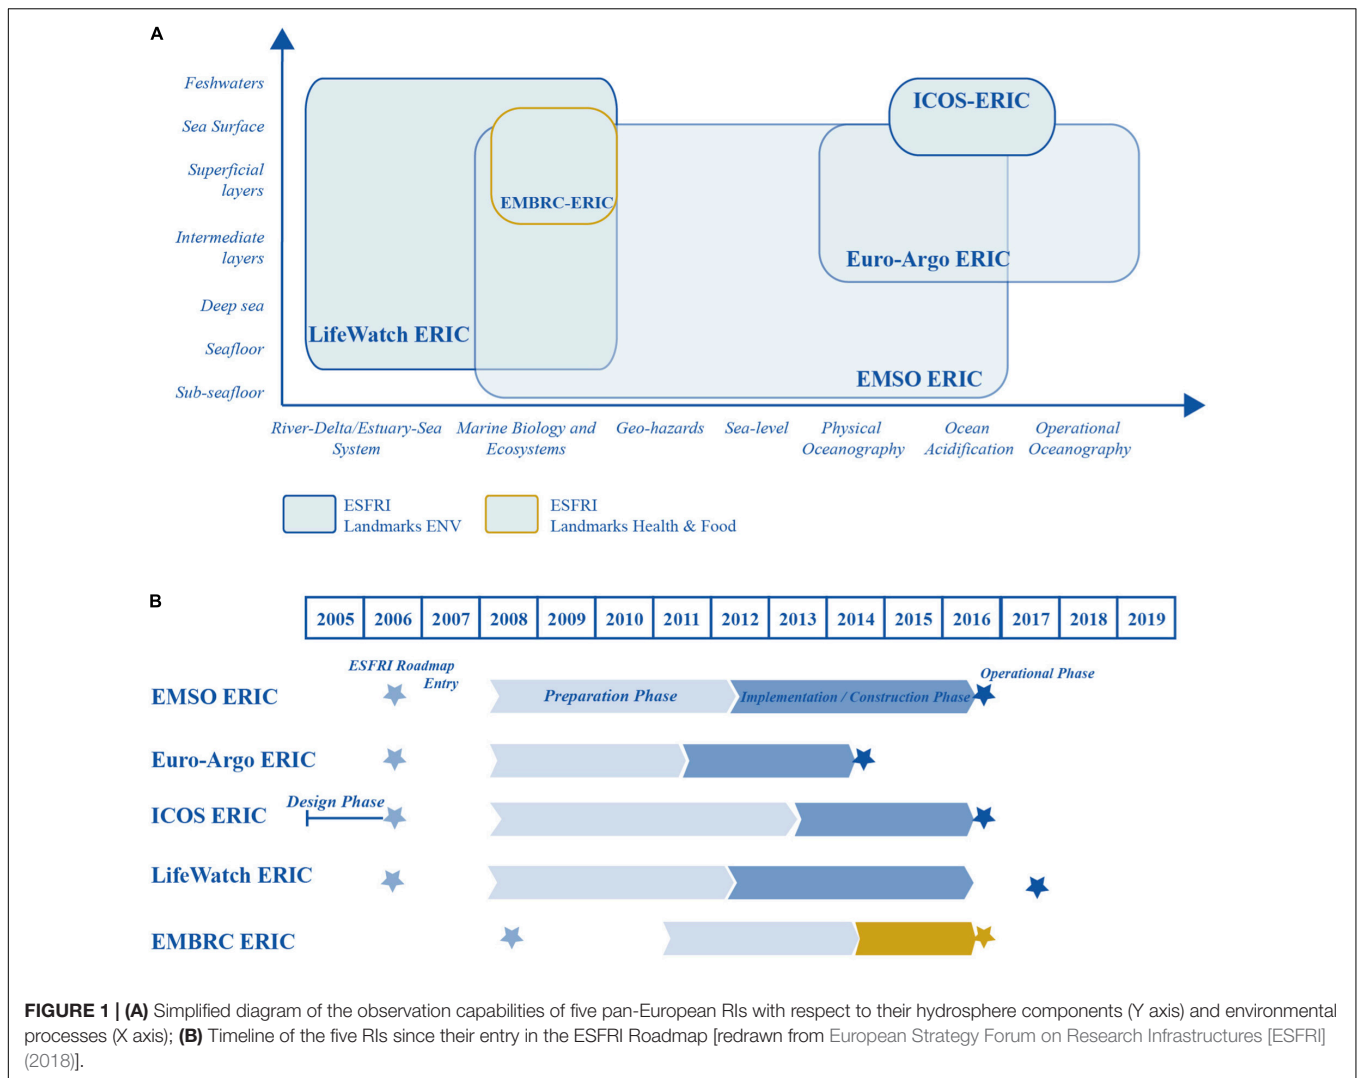 A
Feshwaters
Sea Surface
Superficial
layers
Intermediate
layers
Deep sea
Seafloor
Sub-seafloor
ICOS-ERIC
EMBRC-ERIC
Euro-Argo ERIC
LifeWatch ERIC
EMSO ERIC
River-Delta/Estuary-Sea
System
Marine Biology and
Ecosystems
Geo-hazards
Sea-level
Physical
Oceanography
Ocean
Acidification
Operational
Oceanography
ESFRI
Landmarks ENV
ESFRI
Landmarks Health & Food
B
2005 2006 2007 2008 2009 2010 2011 2012 2013 2014 2015 2016 2017 2018 2019
ESFRI Roadmap
Entry
Operational Phase
EMSO ERIC
Preparation Phase
Implementation / Construction Phase
Euro-Argo ERIC
Design Phase
ICOS ERIC
LifeWatch ERIC
EMBRC ERIC
FIGURE 1 | (A) Simplified diagram of the observation capabilities of five pan-European RIs with respect to their hydrosphere components (Y axis) and environmental
processes (X axis); (B) Timeline of the five RIs since their entry in the ESFRI Roadmap [redrawn from European Strategy Forum on Research Infrastructures [ESFRI]
(2018)].